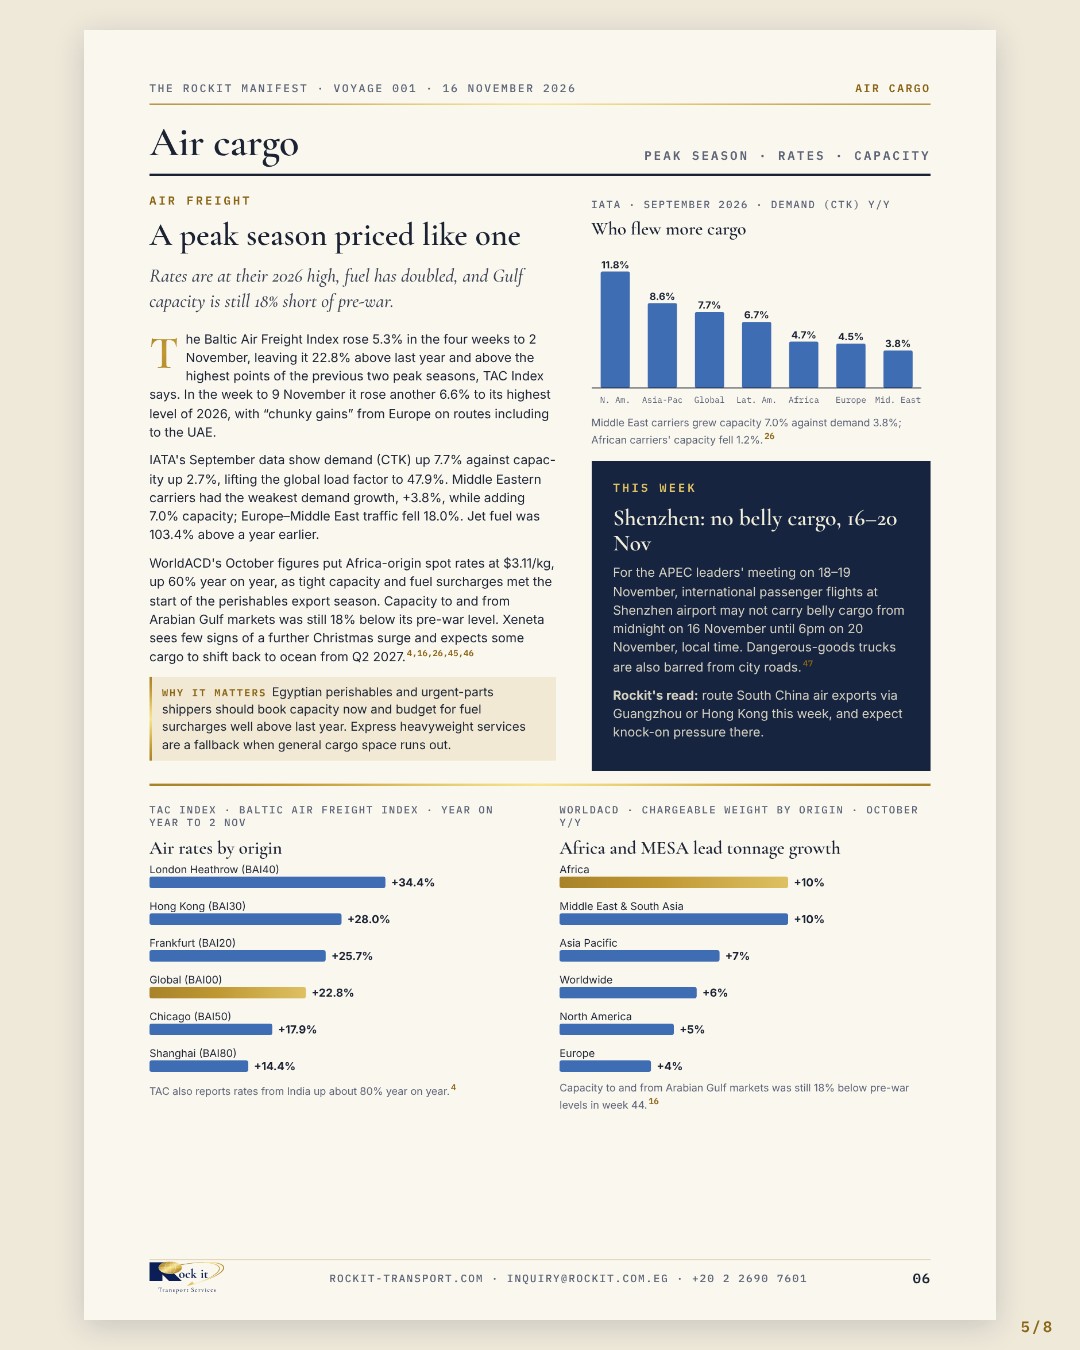 THE ROCKIT MANIFEST · VOYAGE 001 · 16 NOVEMBER 2026
AIR CARGO
Air cargo
PEAK SEASON · RATES · CAPACITY
AIR FREIGHT
A peak season priced like one
Rates are at their 2026 high, fuel has doubled, and Gulf
capacity is still 18% short of pre-war.
The Baltic Air Freight Index rose 5.3% in the four weeks to 2
November, leaving it 22.8% above last year and above the
highest points of the previous two peak seasons, TAC Index
says. In the week to 9 November it rose another 6.6% to its highest
level of 2026, with “chunky gains” from Europe on routes including
to the UAE.
IATA's September data show demand (CTK) up 7.7% against capac-
ity up 2.7%, lifting the global load factor to 47.9%. Middle Eastern
carriers had the weakest demand growth, +3.8%, while adding
7.0% capacity; Europe–Middle East traffic fell 18.0%. Jet fuel was
103.4% above a year earlier.
WorldACD's October figures put Africa-origin spot rates at $3.11/kg,
up 60% year on year, as tight capacity and fuel surcharges met the
start of the perishables export season. Capacity to and from
Arabian Gulf markets was still 18% below its pre-war level. Xeneta
sees few signs of a further Christmas surge and expects some
cargo to shift back to ocean from Q2 2027.4,16,26,45,46
WHY IT MATTERS Egyptian perishables and urgent-parts
shippers should book capacity now and budget for fuel
surcharges well above last year. Express heavyweight services
are a fallback when general cargo space runs out.
IATA · SEPTEMBER 2026 · DEMAND (CTK) Y/Y
Who flew more cargo
11.8%
8.6%
7.7%
6.7%
4.7%
4.5%
3.8%
N. Am. Asia-Pac Global Lat. Am. Africa Europe Mid. East
Middle East carriers grew capacity 7.0% against demand 3.8%;
African carriers' capacity fell 1.2%.26
THIS WEEK
Shenzhen: no belly cargo, 16–20
Nov
For the APEC leaders' meeting on 18–19
November, international passenger flights at
Shenzhen airport may not carry belly cargo from
midnight on 16 November until 6pm on 20
November, local time. Dangerous-goods trucks
are also barred from city roads.47
Rockit's read: route South China air exports via
Guangzhou or Hong Kong this week, and expect
knock-on pressure there.
TAC INDEX · BALTIC AIR FREIGHT INDEX · YEAR ON
YEAR TO 2 NOV
Air rates by origin
London Heathrow (BAI40)
+34.4%
Hong Kong (BAI30)
+28.0%
Frankfurt (BAI20)
+25.7%
Global (BAI00)
+22.8%
Chicago (BAI50)
+17.9%
Shanghai (BAI80)
+14.4%
TAC also reports rates from India up about 80% year on year.4
WORLDACD · CHARGEABLE WEIGHT BY ORIGIN · OCTOBER
Y/Y
Africa and MESA lead tonnage growth
Africa
+10%
Middle East & South Asia
+10%
Asia Pacific
+7%
Worldwide
+6%
North America
+5%
Europe
+4%
Capacity to and from Arabian Gulf markets was still 18% below pre-war
levels in week 44.16
Rock it
Transport Services
ROCKIT-TRANSPORT.COM · INQUIRY@ROCKIT.COM.EG · +20 2 2690 7601
06
5/8